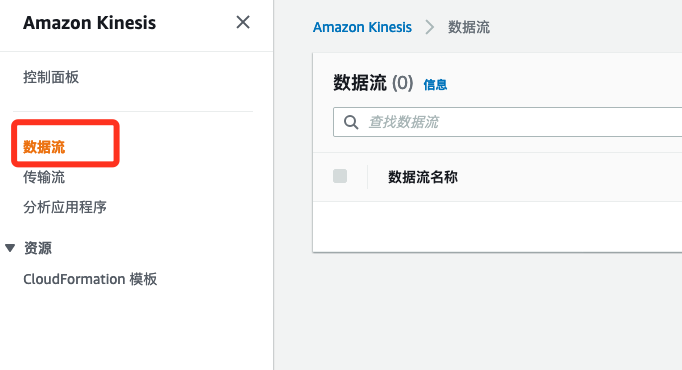 Amazon Kinesis
控制面板
数据流
传输流
分析应用程序
资源
CloudFormation 模板
Amazon Kinesis 数据流
数据流 (0) 信息
查找数据流
数据流名称